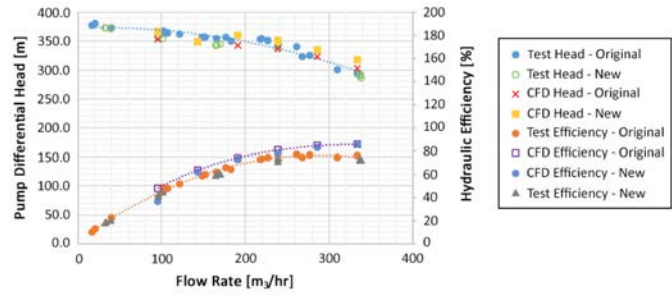 400.0
350.0
300.0
250.0
200.0
150.0
100.0
50.0
0.0
Pump Differential Head [m]
200
180
160
140
120
100
80
60
40
20
0
Hydraulic Efficiency [%]
0 100 200 300 400
Flow Rate [m3/hr]
Test Head - Original
Test Head - New
CFD Head - Original
CFD Head - New
Test Efficiency - Original
CFD Efficiency - Original
CFD Efficiency - New
Test Efficiency - New